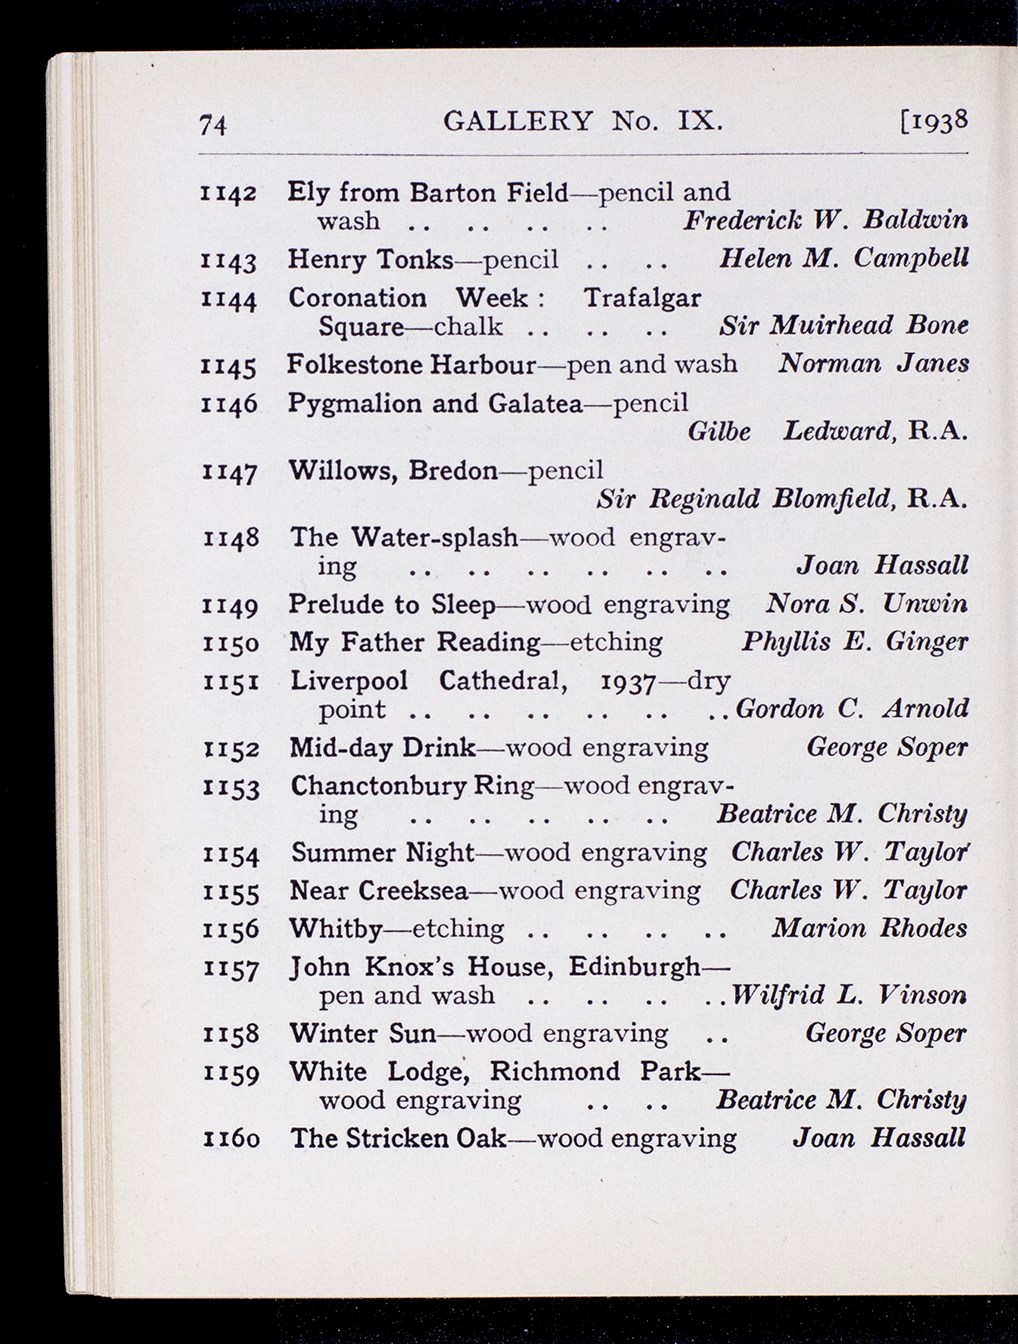 74 GALLERY No. IX. [1938
1142 Ely from Barton Field—pencil and
wash .. .. .. .. Frederick W. Baldwin
1143 Henry Tonks—pencil .. .. Helen M. Campbell
1144 Coronation Week : Trafalgar
Square—chalk .. .. .. Sir Muirhead Bone
1145 Folkestone Harbour—pen and wash Norman Janes
1146 Pygmalion and Galatea—pencil
Gilbe Ledward, R.A.
1147 Willows, Bredon—pencil
Sir Reginald Blomfield, R.A.
1148 The Water-splash—wood engrav-
ing .. .. .. .. .. .. Joan Hassall
1149 Prelude to Sleep—wood engraving Nora S. Unwin
1150 My Father Reading—etching Phyllis E. Ginger
1151 Liverpool Cathedral, 1937—dry
point .. .. .. .. .. .. Gordon C. Arnold
1152 Mid-day Drink—wood engraving George Soper
1153 Chanctonbury Ring—wood engrav-
ing .. .. .. .. .. Beatrice M. Christy
1154 Summer Night—wood engraving Charles W. Taylor
1155 Near Creeksea—wood engraving Charles W. Taylor
1156 Whitby—etching .. .. .. .. Marion Rhodes
1157 John Knox's House, Edinburgh—
pen and wash .. .. .. .. Wilfrid L. Vinson
1158 Winter Sun—wood engraving .. George Soper
1159 White Lodge, Richmond Park—
wood engraving .. .. Beatrice M. Christy
1160 The Stricken Oak—wood engraving Joan Hassall